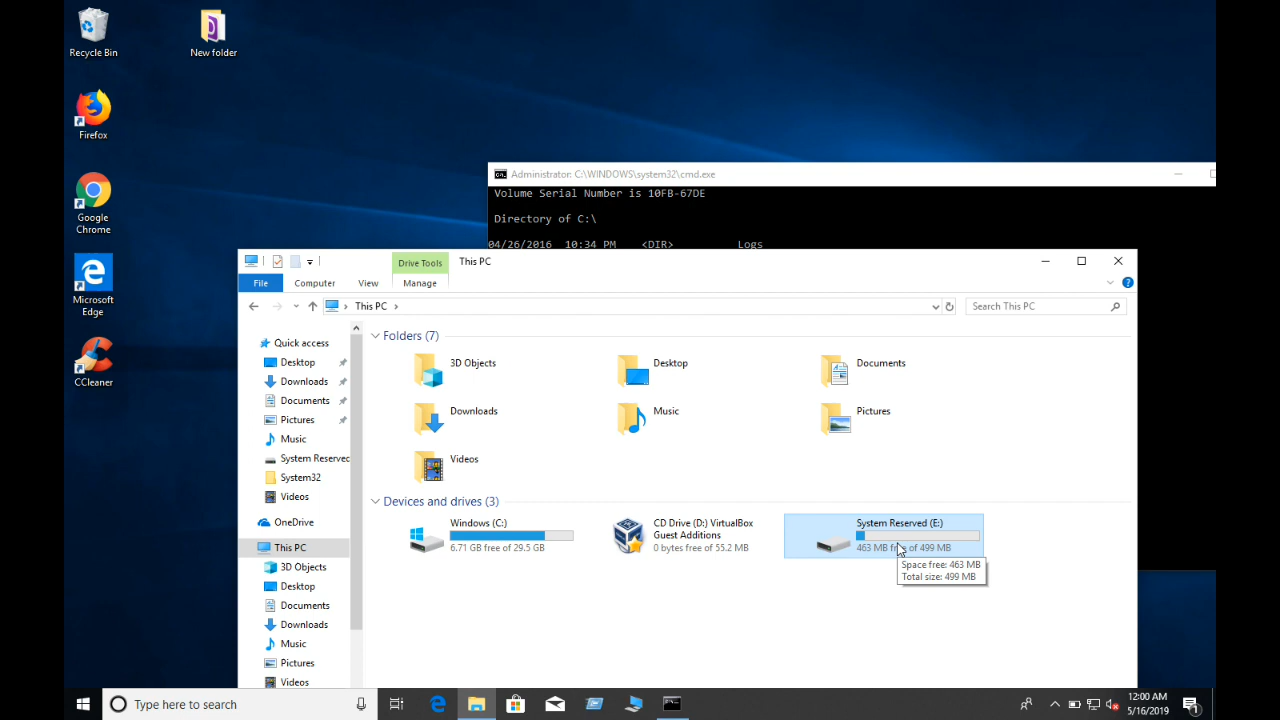 Recycle Bin
New folder
Firefox
Google
Chrome
Microsoft
Edge
CCleaner
Administrator: C:\WINDOWS\system32\cmd.exe
Volume Serial Number is 10FB-67DE
Directory of C:\
04/26/2016 10:34 PM <DIR> Logs
Drive Tools
This PC
File
Computer
View
Manage
This PC
Search This PC
Quick access
Desktop
Downloads
Documents
Pictures
Music
System Reserved
System32
Videos
OneDrive
This PC
3D Objects
Desktop
Documents
Downloads
Music
Pictures
Videos
Folders (7)
3D Objects
Desktop
Documents
Downloads
Music
Pictures
Videos
Devices and drives (3)
Windows (C:)
6.71 GB free of 29.5 GB
CD Drive (D:) VirtualBox
Guest Additions
0 bytes free of 55.2 MB
System Reserved (E:)
463 MB free of 499 MB
Space free: 463 MB
Total size: 499 MB
Type here to search
12:00 AM
5/16/2019
1